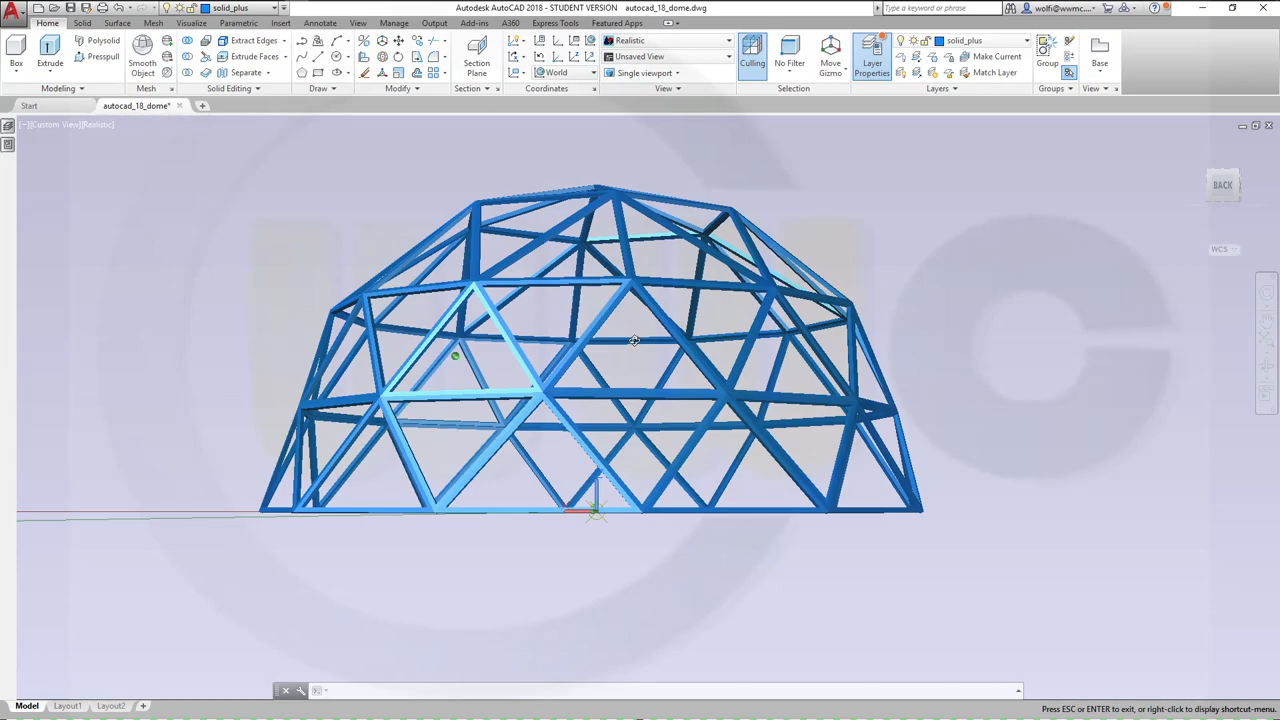 solid_plus
Autodesk AutoCAD 2018 - STUDENT VERSION autocad_18_dome.dwg
Type a keyword or phrase
wolfi@wwmc...
Home Solid Surface Mesh Visualize Parametric Insert Annotate View Manage Output Add-ins A360 Express Tools Featured Apps
Box
Extrude
Polysolid
Presspull
Modeling
Smooth
Object
Mesh
Extract Edges
Extrude Faces
Separate
Solid Editing
Draw
Modify
Section
Plane
Section
World
Coordinates
Realistic
Unsaved View
Single viewport
View
Culling
No Filter
Move
Gizmo
Selection
Layer
Properties
solid_plus
Make Current
Match Layer
Layers
Group
Groups
Base
View
Start
autocad_18_dome*
[−][Custom View][Realistic]
BACK
WCS
Model Layout1 Layout2
Press ESC or ENTER to exit, or right-click to display shortcut-menu.